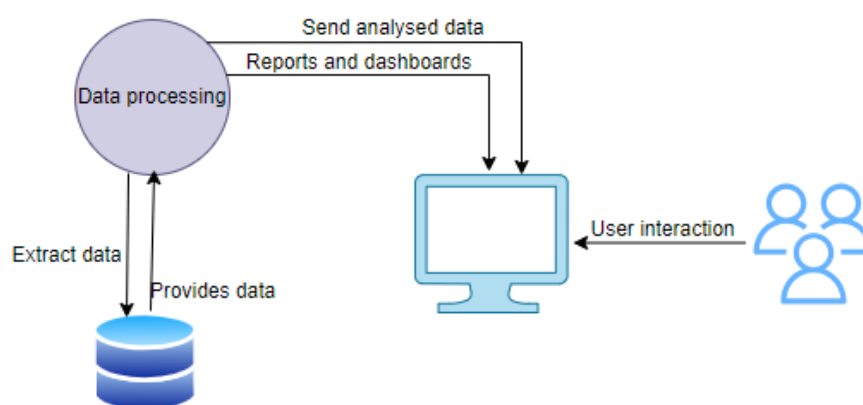 Send analysed data
Reports and dashboards
Data processing
User interaction
Extract data
Provides data